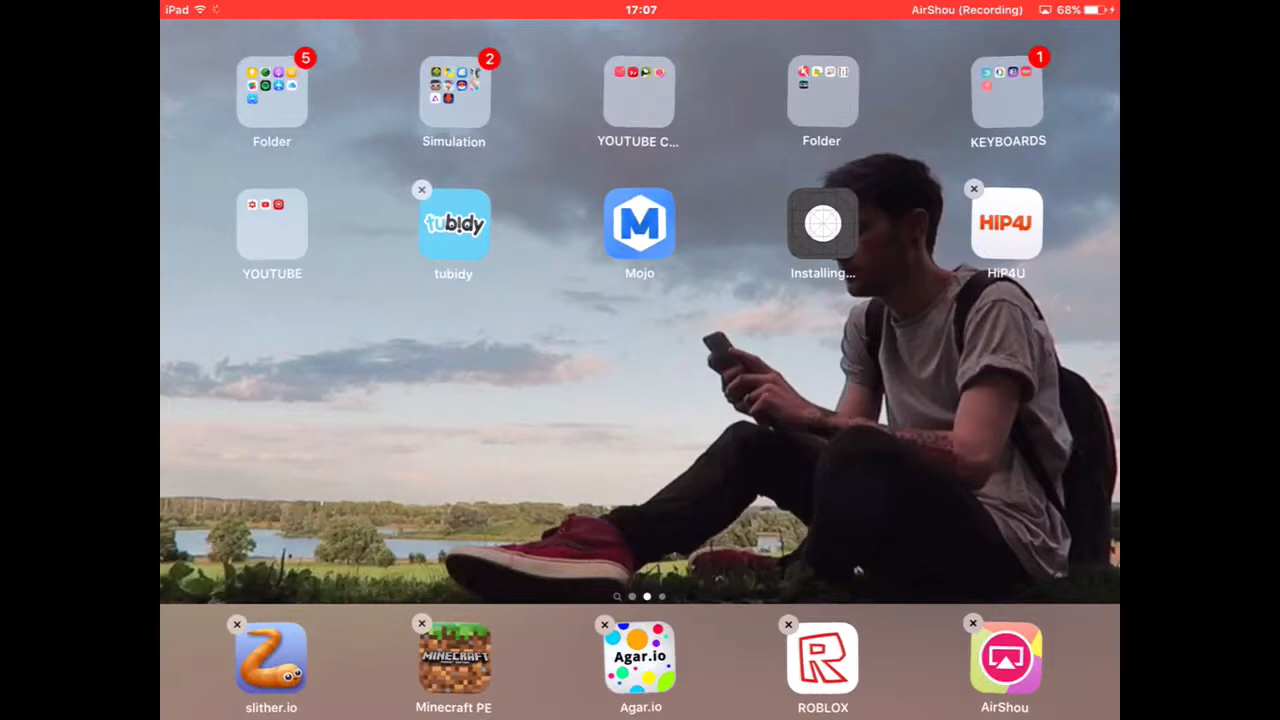 iPad 17:07 AirShou (Recording) 68%
5 2 1
Folder Simulation YOUTUBE C... Folder KEYBOARDS
tubidy M HiP4U
YOUTUBE tubidy Mojo Installing... HiP4U
MINECRAFT Agar.io R
slither.io Minecraft PE Agar.io ROBLOX AirShou